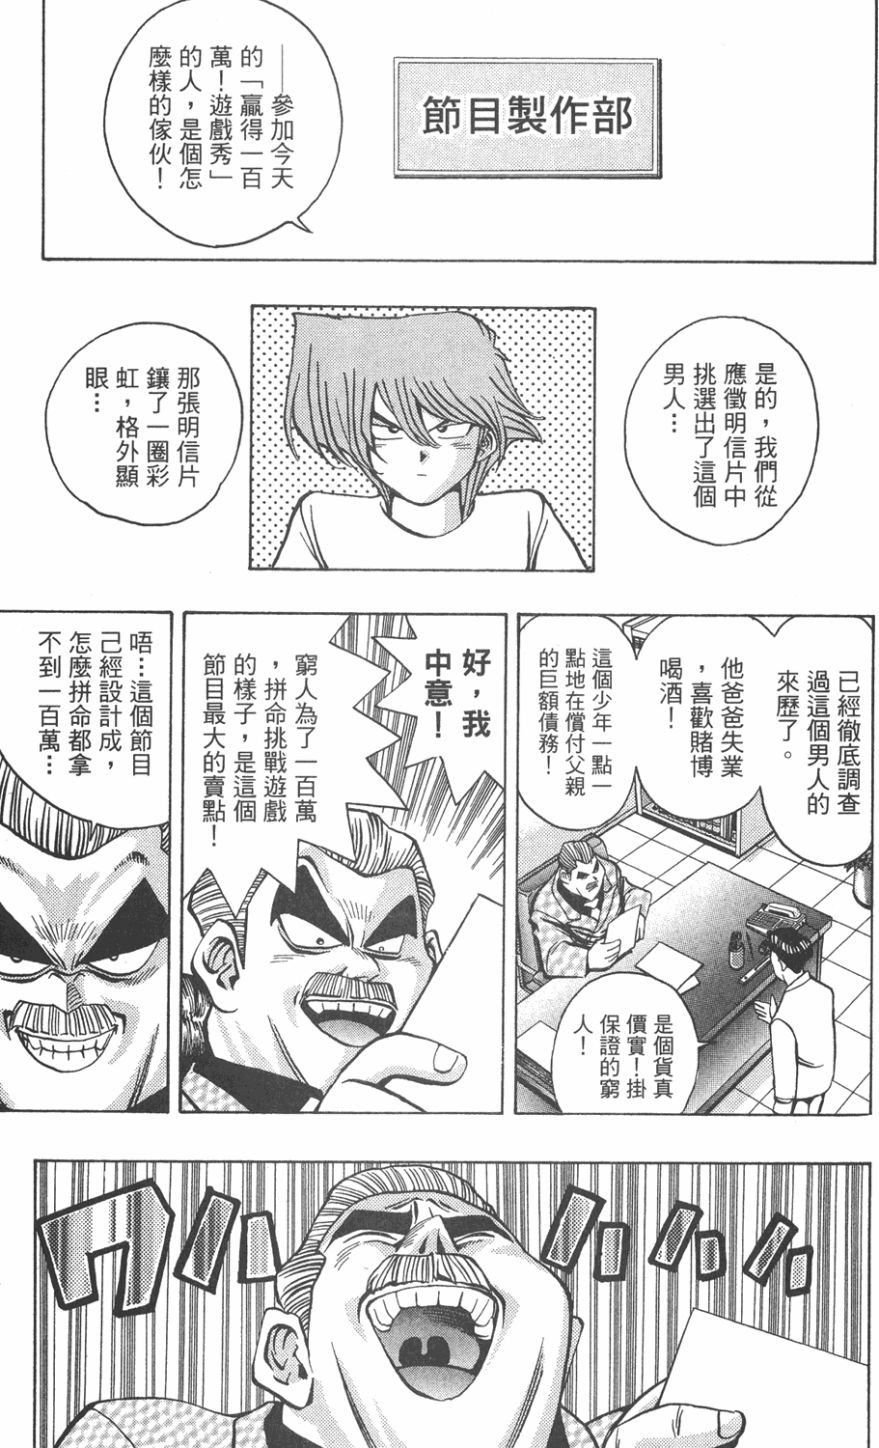 節目製作部
——參加今天
的「贏得一百
萬!遊戲秀」
的人，是個怎
麼樣的傢伙!
是的，我們從
應徵明信片中
挑選出了這個
男人…
那張明信片
鑲了一圈彩
虹，格外顯
眼…
已經徹底調查
過這個男人的
來歷了。
他爸爸失業
，喜歡賭博
喝酒!
這個少年一點一
點地在償付父親
的巨額債務!
是個貨真
價實!掛
保證的窮
人!
好，我
中意!
窮人為了一百萬
，拼命挑戰遊戲
的樣子，是這個
節目最大的賣點!
唔…這個節目
己經設計成，
怎麼拼命都拿
不到一百萬…
ワハハハハ